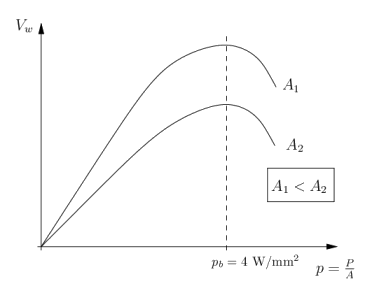 V_w
A_1
A_2
A_1 < A_2
p_b = 4 W/mm^2
p = P/A